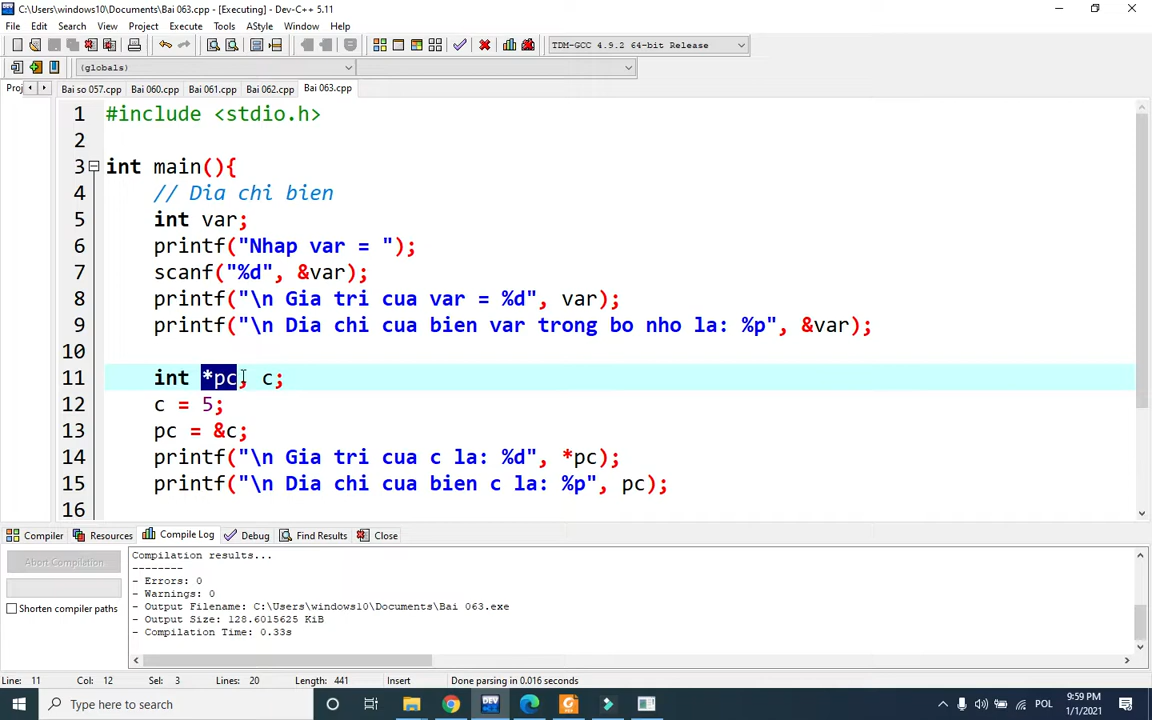 C:\Users\windows10\Documents\Bai 063.cpp - [Executing] - Dev-C++ 5.11
File Edit Search View Project Execute Tools AStyle Window Help
TDM-GCC 4.9.2 64-bit Release
(globals)
Proj Bai so 057.cpp Bai 060.cpp Bai 061.cpp Bai 062.cpp Bai 063.cpp
1 #include <stdio.h>
2
3 int main(){
4 // Dia chi bien
5 int var;
6 printf("Nhap var = ");
7 scanf("%d", &var);
8 printf("\n Gia tri cua var = %d", var);
9 printf("\n Dia chi cua bien var trong bo nho la: %p", &var);
10
11 int *pc, c;
12 c = 5;
13 pc = &c;
14 printf("\n Gia tri cua c la: %d", *pc);
15 printf("\n Dia chi cua bien c la: %p", pc);
16
Compiler Resources Compile Log Debug Find Results Close
Abort Compilation
Shorten compiler paths
Compilation results...
--------
- Errors: 0
- Warnings: 0
- Output Filename: C:\Users\windows10\Documents\Bai 063.exe
- Output Size: 128.6015625 KiB
- Compilation Time: 0.33s
Line: 11 Col: 12 Sel: 3 Lines: 20 Length: 441 Insert Done parsing in 0.016 seconds
Type here to search
DEV
POL
9:59 PM
1/1/2021